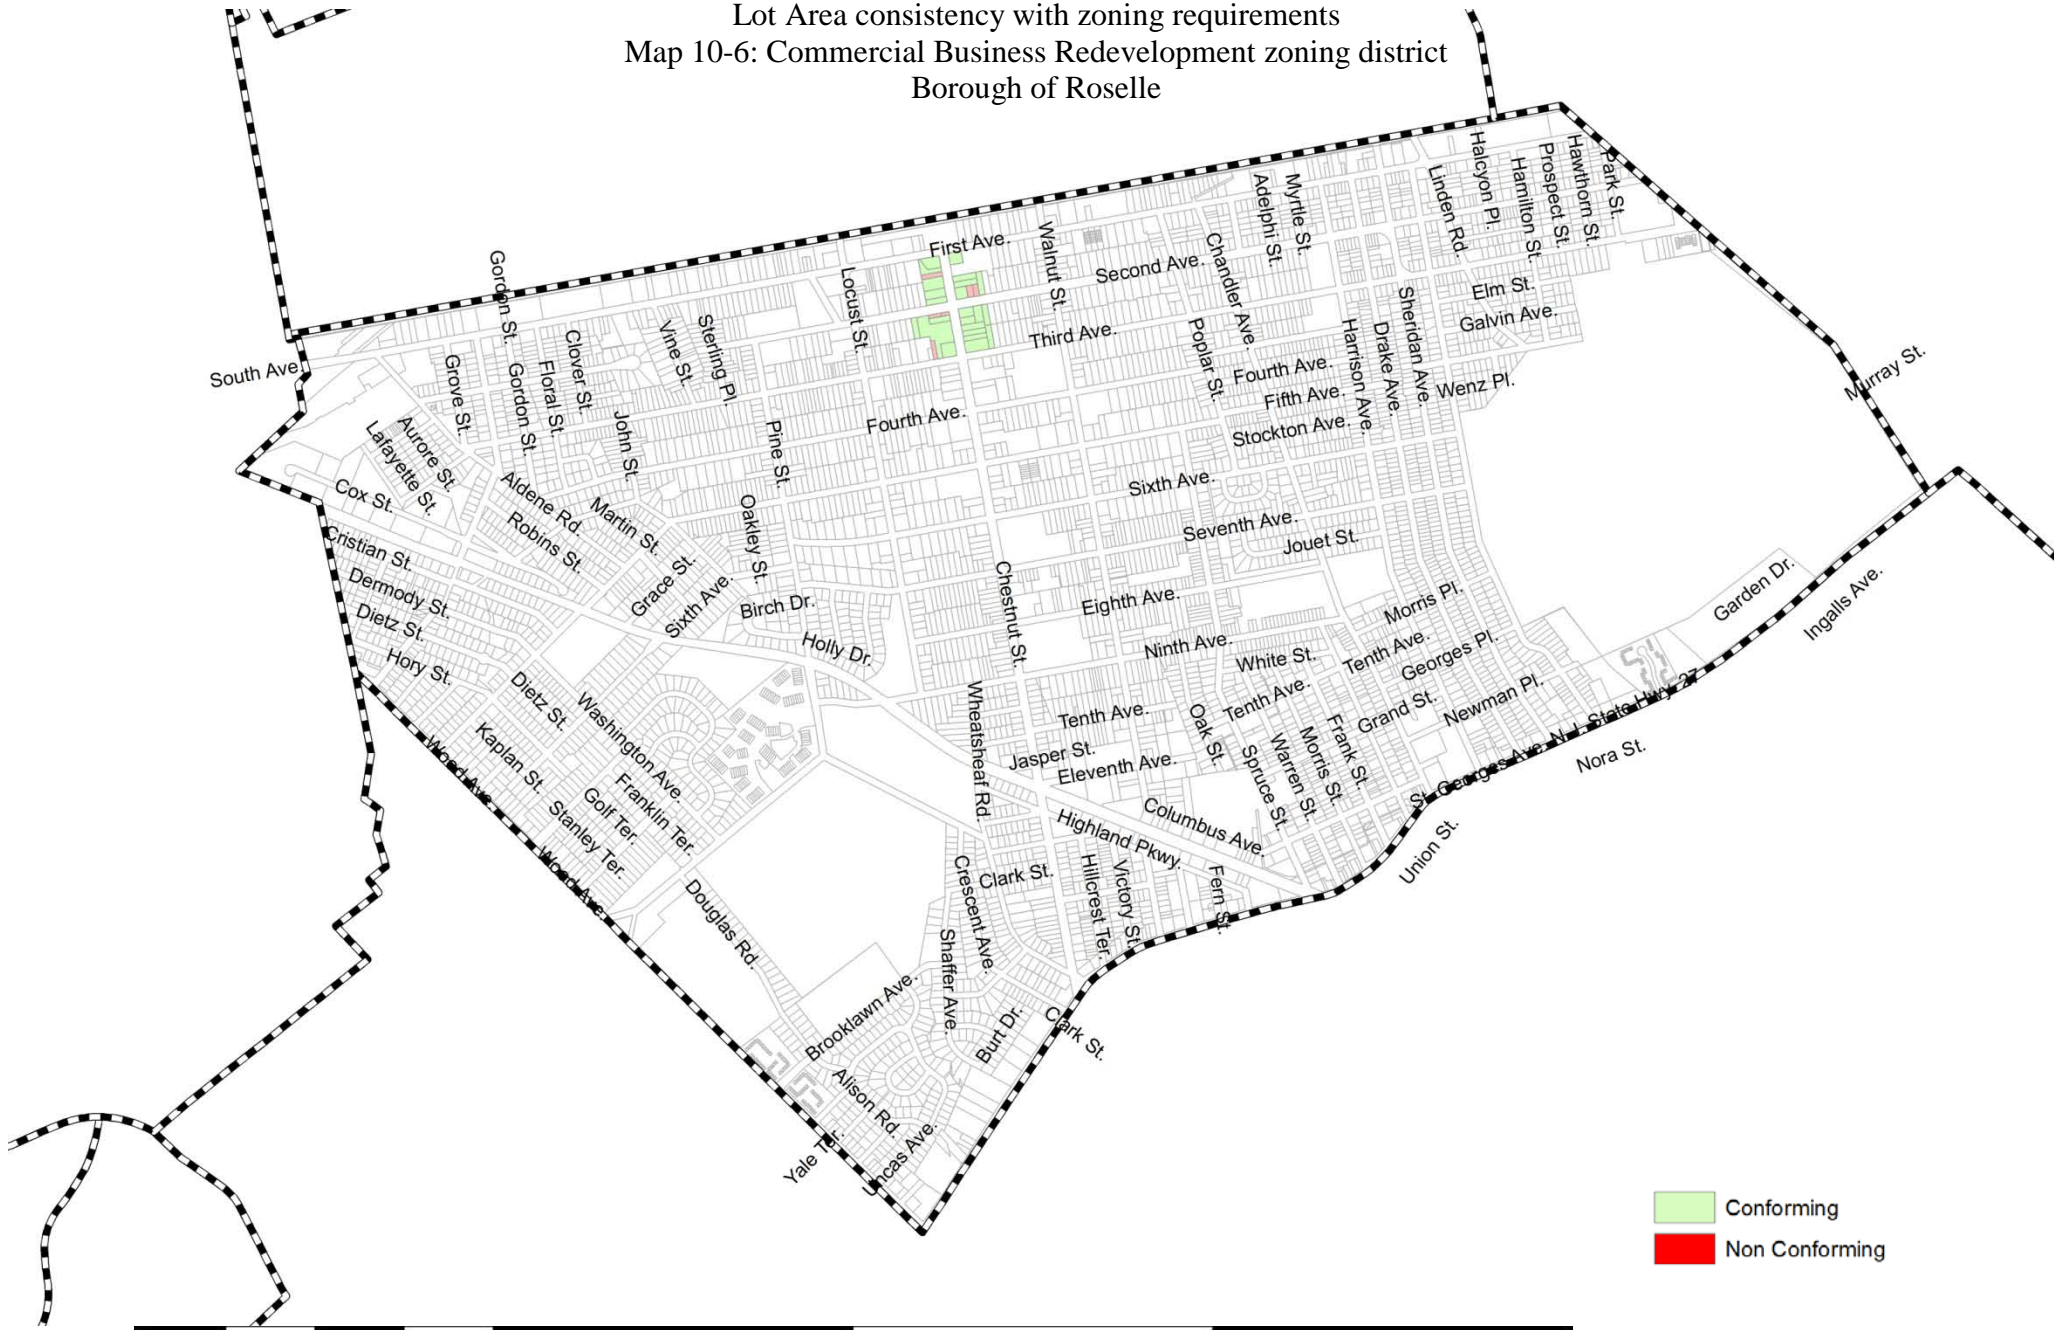 Lot Area consistency with zoning requirements
Map 10-6: Commercial Business Redevelopment zoning district
Borough of Roselle
First Ave.
Walnut St.
Second Ave.
Chandler Ave.
Adelphi St.
Myrtle St.
Linden Rd.
Halcyon Pl.
Hamilton St.
Prospect St.
Hawthorn St.
Park St.
Gordon St.
Locust St.
Elm St.
Galvin Ave.
Third Ave.
Poplar St.
Sheridan Ave.
Drake Ave.
Harrison Ave.
South Ave.
Grove St.
Gordon St.
Floral St.
Clover St.
Vine St.
Sterling Pl.
Fourth Ave.
Fifth Ave.
Stockton Ave.
Wenz Pl.
Murray St.
Lafayette St.
Aurore St.
John St.
Pine St.
Fourth Ave.
Cox St.
Aldene Rd.
Robins St.
Martin St.
Oakley St.
Sixth Ave.
Seventh Ave.
Jouet St.
Cristian St.
Dermody St.
Dietz St.
Hory St.
Grace St.
Sixth Ave.
Birch Dr.
Holly Dr.
Chestnut St.
Eighth Ave.
Ninth Ave.
White St.
Morris Pl.
Tenth Ave.
Georges Pl.
Garden Dr.
Ingalls Ave.
Dietz St.
Washington Ave.
Kaplan St.
Wood Ave.
Franklin Ter.
Golf Ter.
Stanley Ter.
Wood Ave.
Wheatsheaf Rd.
Tenth Ave.
Jasper St.
Eleventh Ave.
Oak St.
Tenth Ave.
Spruce St.
Warren St.
Morris St.
Frank St.
Grand St.
Newman Pl.
St. Georges Ave. N.J. State Hwy. 27
Nora St.
Union St.
Columbus Ave.
Highland Pkwy.
Clark St.
Crescent Ave.
Hillcrest Ter.
Victory St.
Fern St.
Douglas Rd.
Shaffer Ave.
Brooklawn Ave.
Burt Dr.
Clark St.
Alison Rd.
Yale Ter.
Duncas Ave.
Conforming
Non Conforming